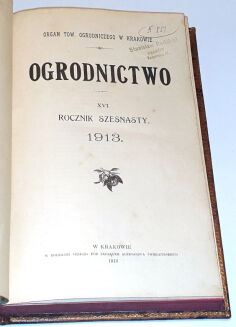 ORGAN TOW. OGRODNICZEGO W KRAKOWIE
OGRODNICTWO
XVI.
ROCZNIK SZESNASTY.
1913.
W KRAKOWIE
1913